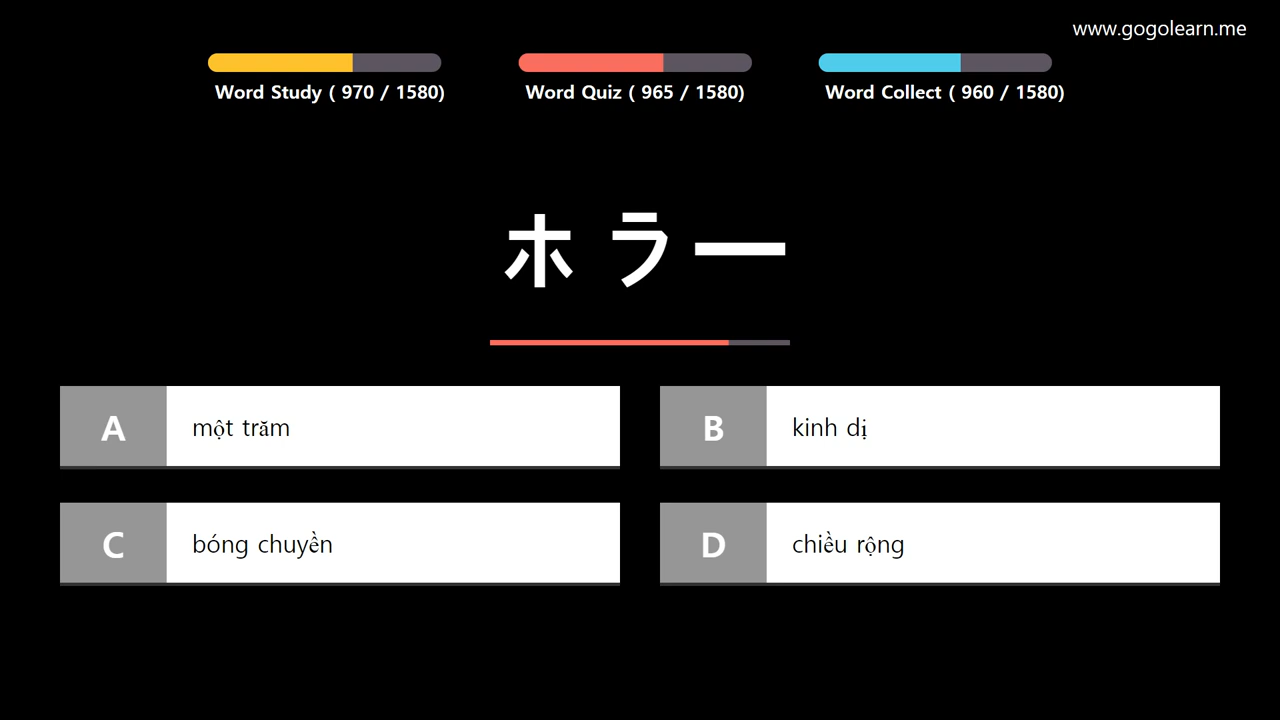 www.gogolearn.me
Word Study ( 970 / 1580)
Word Quiz ( 965 / 1580)
Word Collect ( 960 / 1580)
ホラー
A một trăm
B kinh dị
C bóng chuyền
D chiều rộng